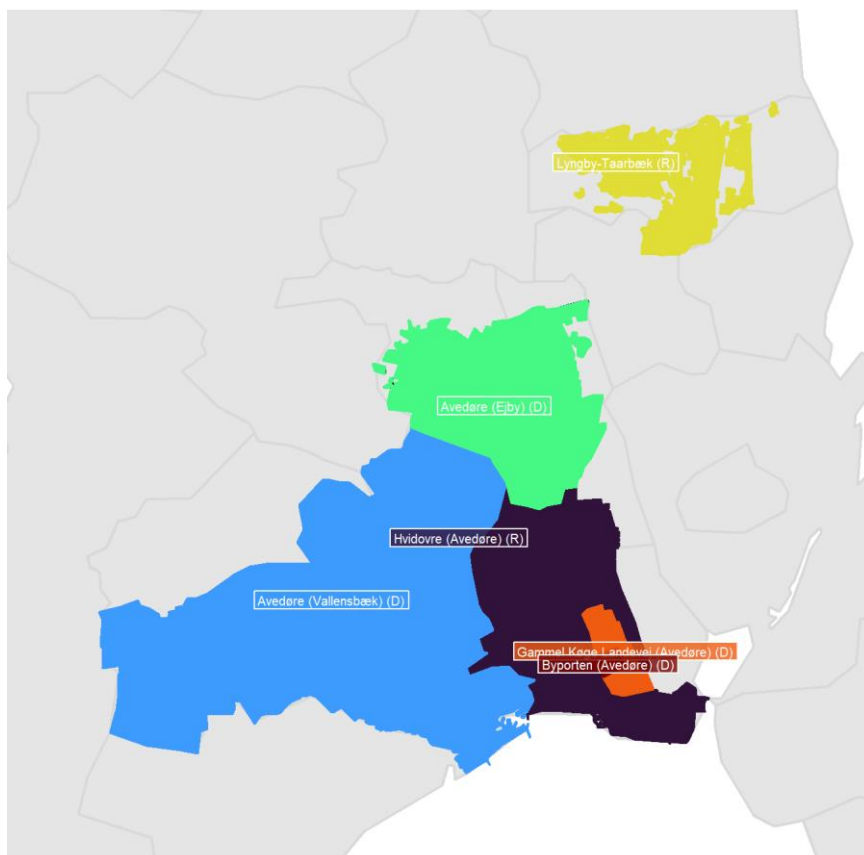 Lyngby-Taarbæk (R)
Avedøre (Ejby) (D)
Hvidovre (Avedøre) (R)
Avedøre (Vallensbæk) (D)
Gammel Køge Landevej (Avedøre) (D)
Byporten (Avedøre) (D)